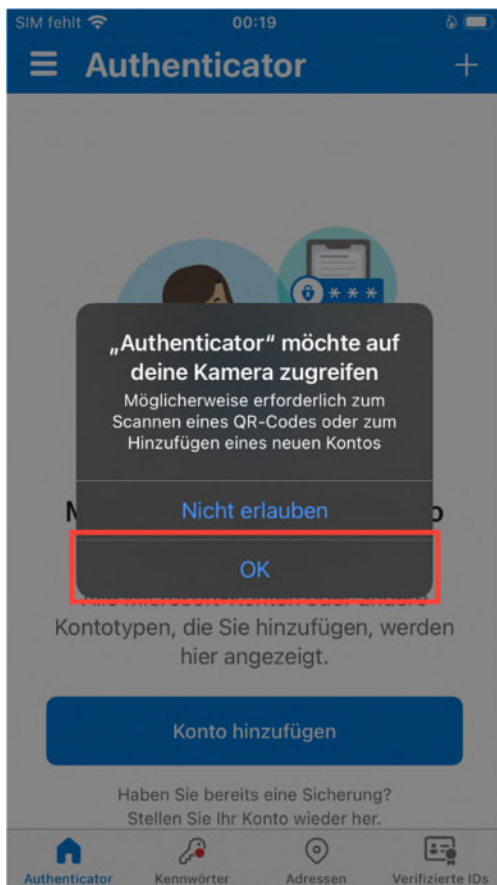 SIM fehlt 00:19
Authenticator
* * *
„Authenticator“ möchte auf
deine Kamera zugreifen
Möglicherweise erforderlich zum
Scannen eines QR-Codes oder zum
Hinzufügen eines neuen Kontos
Nicht erlauben
OK
Kontotypen, die Sie hinzufügen, werden
hier angezeigt.
Konto hinzufügen
Haben Sie bereits eine Sicherung?
Stellen Sie Ihr Konto wieder her.
Authenticator Kennwörter Adressen Verifizierte IDs